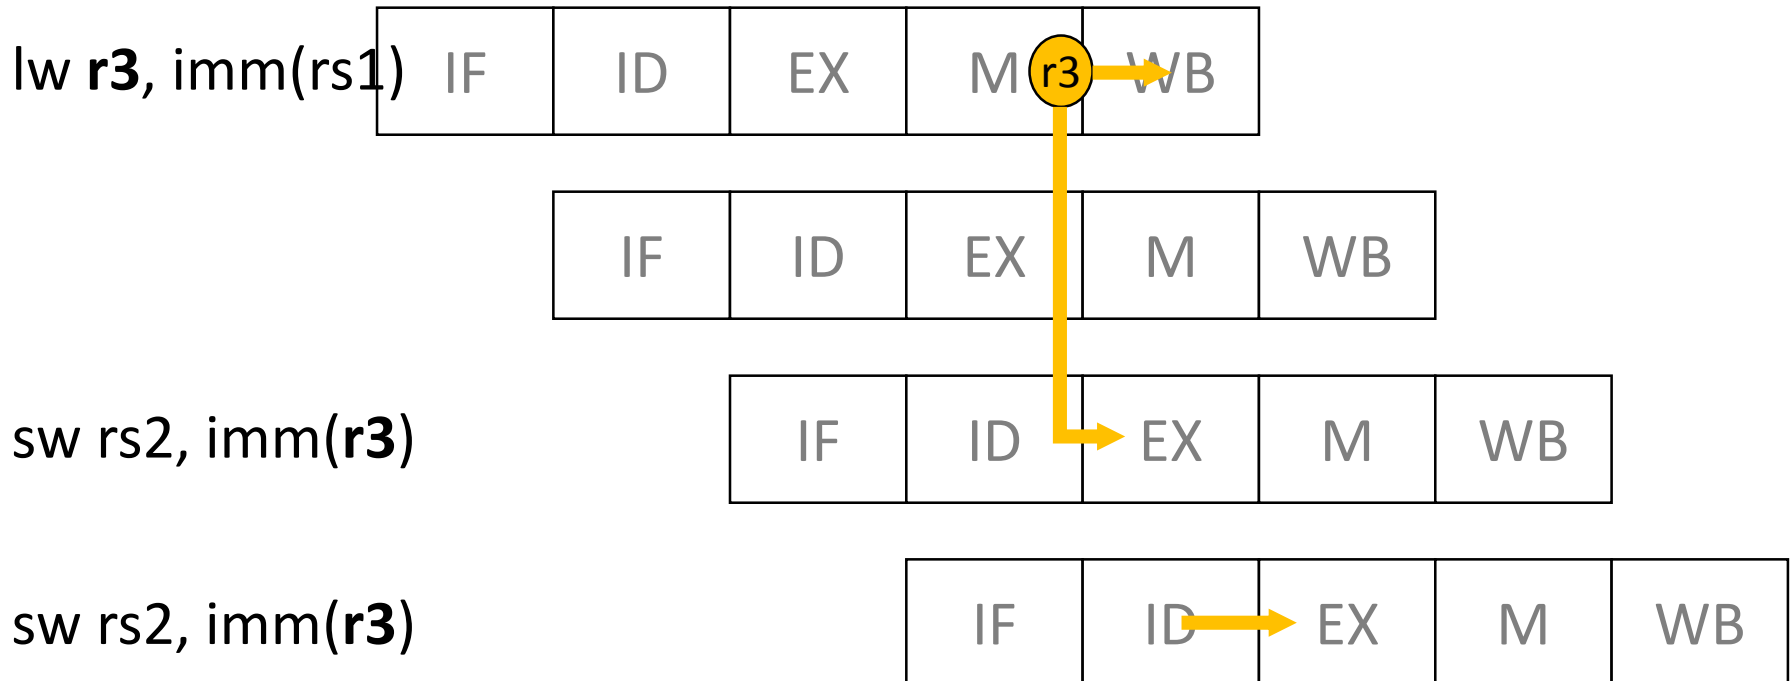 lw r3, imm(rs1) IF ID EX M r3 WB
IF ID EX M WB
sw rs2, imm(r3) IF ID EX M WB
sw rs2, imm(r3) IF ID EX M WB